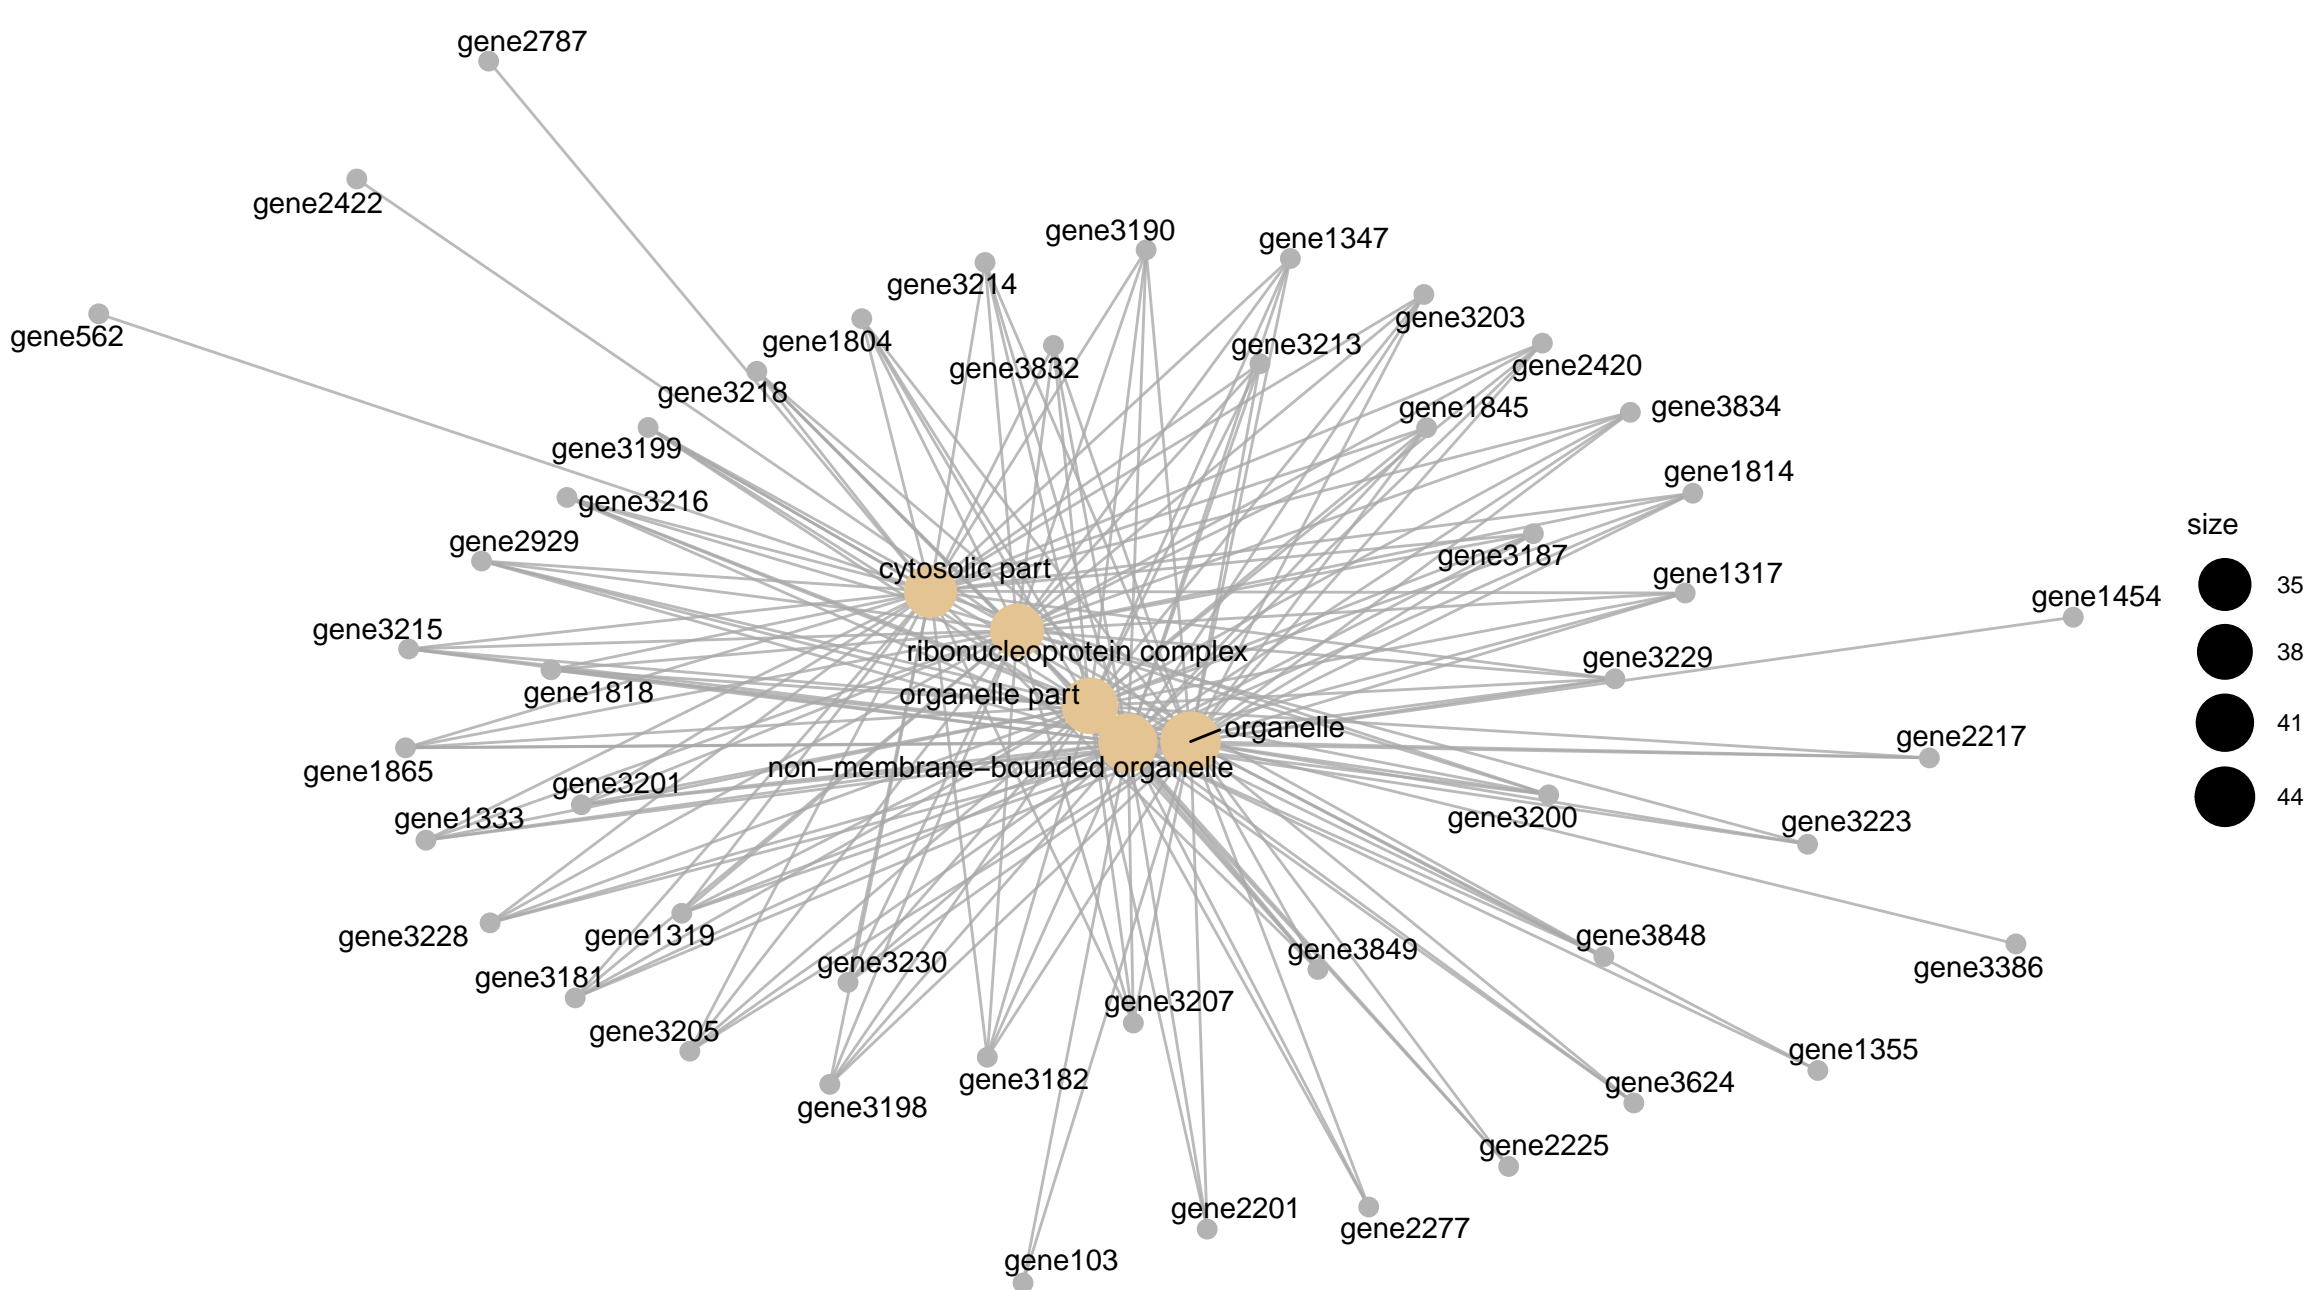 gene2787
gene2422
gene3190
gene1347
gene3214
gene562
gene1804
gene3203
gene3832
gene3213
gene2420
gene3218
gene1845
gene3834
gene3199
gene3216
gene1814
size
gene2929
cytosolic part
gene3187
gene1317
35
gene1454
gene3215
ribonucleoprotein complex
gene3229
38
gene1818
organelle part
organelle
gene2217
41
gene1865
non−membrane−bounded organelle
gene3201
gene1333
gene3200
gene3223
44
gene3228
gene1319
gene3849
gene3848
gene3386
gene3181
gene3230
gene3207
gene3205
gene1355
gene3182
gene3624
gene3198
gene2225
gene2201
gene2277
gene103